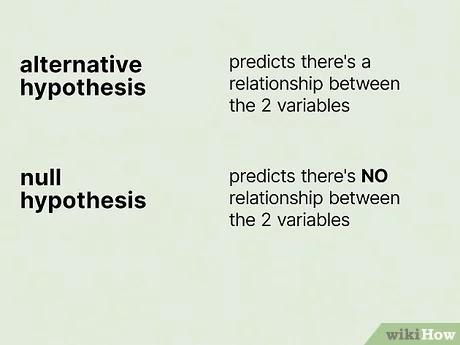 alternative
hypothesis
predicts there's a
relationship between
the 2 variables
null
hypothesis
predicts there's NO
relationship between
the 2 variables
wikiHow